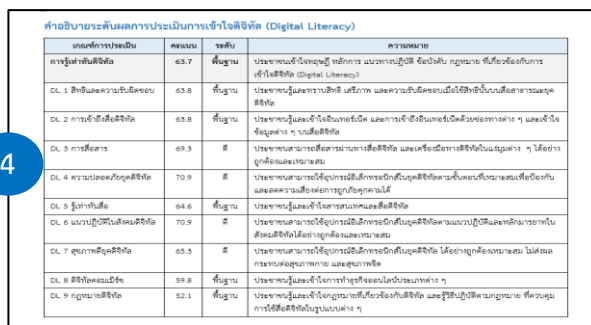 คำอธิบายระดับผลการประเมินการเข้าใจดิจิทัล (Digital Literacy)
เกณฑ์การประเมิน คะแนน ระดับ ความหมาย
การรู้เท่าทันดิจิทัล 63.7 พื้นฐาน ประชาชนเข้าใจทฤษฎี หลักการ แนวทางปฏิบัติ ข้อบังคับ กฎหมาย ที่เกี่ยวข้องกับการ
เข้าใจดิจิทัล (Digital Literacy)
DL 1 สิทธิและความรับผิดชอบ 63.8 พื้นฐาน ประชาชนรู้และทราบสิทธิ เสรีภาพ และความรับผิดชอบเมื่อใช้สิทธินั้นบนสื่อสาธารณะยุค
ดิจิทัล
DL 2 การเข้าถึงสื่อดิจิทัล 63.8 พื้นฐาน ประชาชนรู้และเข้าใจอินเทอร์เน็ต และการเข้าถึงอินเทอร์เน็ตด้วยช่องทางต่าง ๆ และเข้าใจ
ข้อมูลต่าง ๆ บนสื่อดิจิทัล
DL 3 การสื่อสาร 69.3 ดี ประชาชนสามารถสื่อสารผ่านทางสื่อดิจิทัล และเครื่องมือทางดิจิทัลในแง่มุมต่าง ๆ ได้อย่าง
ถูกต้องและเหมาะสม
4
DL 4 ความปลอดภัยยุคดิจิทัล 70.9 ดี ประชาชนสามารถใช้อุปกรณ์อิเล็กทรอนิกส์ในยุคดิจิทัลตามขั้นตอนที่เหมาะสมเพื่อป้องกัน
และลดความเสี่ยงต่อการถูกภัยคุกคามได้
DL 5 รู้เท่าทันสื่อ 64.6 พื้นฐาน ประชาชนรู้และเข้าใจสารสนเทศและสื่อดิจิทัล
DL 6 แนวปฏิบัติในสังคมดิจิทัล 70.9 ดี ประชาชนสามารถใช้อุปกรณ์อิเล็กทรอนิกส์ในยุคดิจิทัลตามแนวปฏิบัติและหลักมารยาทใน
สังคมดิจิทัลได้อย่างถูกต้องและเหมาะสม
DL 7 สุขภาพดียุคดิจิทัล 65.3 ดี ประชาชนสามารถใช้อุปกรณ์อิเล็กทรอนิกส์ในยุคดิจิทัล ได้อย่างถูกต้องเหมาะสม ไม่ส่งผล
กระทบต่อสุขภาพกาย และสุขภาพจิต
DL 8 ดิจิทัลคอมเมิร์ซ 59.8 พื้นฐาน ประชาชนรู้และเข้าใจการทำธุรกิจออนไลน์ประเภทต่าง ๆ
DL 9 กฎหมายดิจิทัล 52.1 พื้นฐาน ประชาชนรู้และเข้าใจกฎหมายที่เกี่ยวข้องกับดิจิทัล และรู้วิธีปฏิบัติตามกฎหมาย ที่ควบคุม
การใช้สื่อดิจิทัลในรูปแบบต่าง ๆ